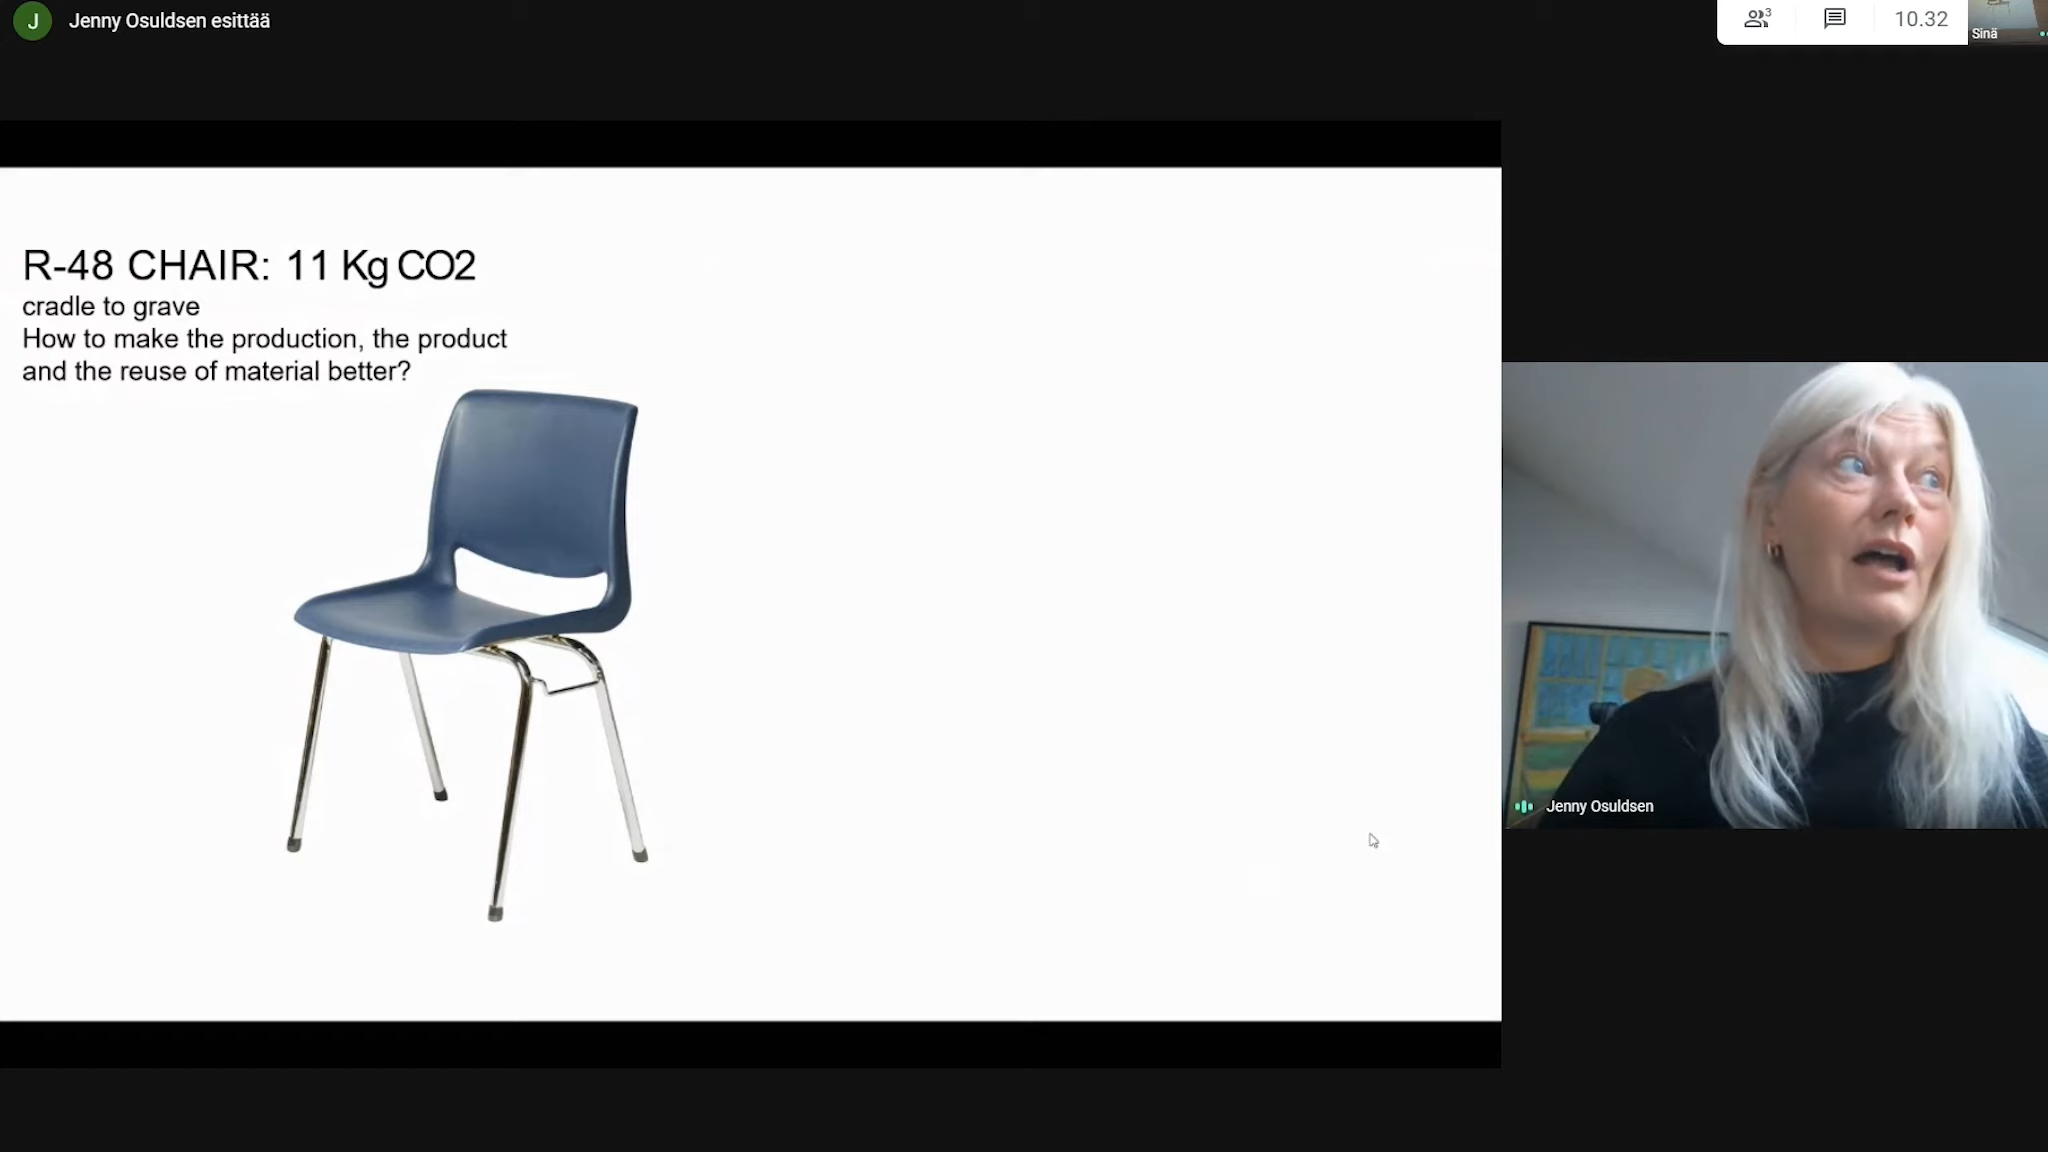 J
Jenny Osuldsen esittää
3
10.32
Sinä
R-48 CHAIR: 11 Kg CO2
cradle to grave
How to make the production, the product
and the reuse of material better?
Jenny Osuldsen